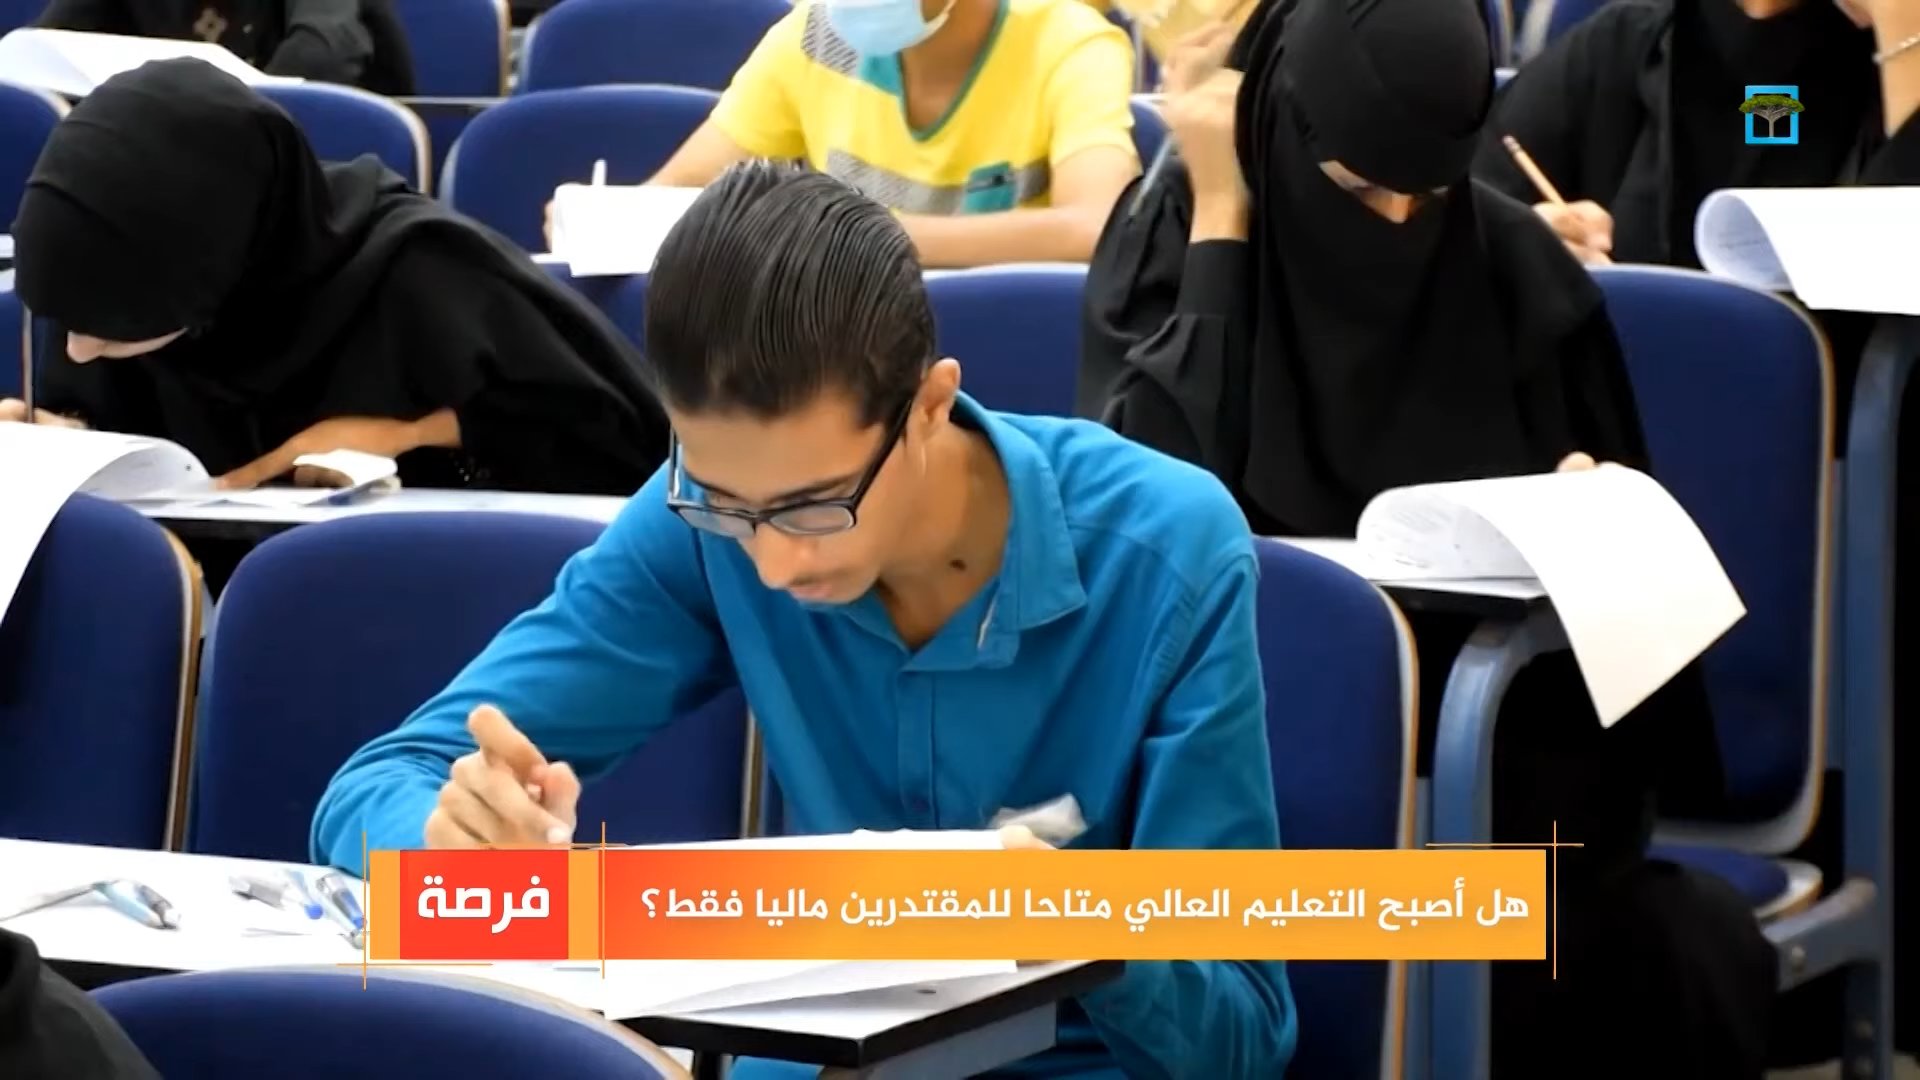 هل أصبح التعليم العالي متاحا للمقتدرين ماليا فقط؟
فرصة